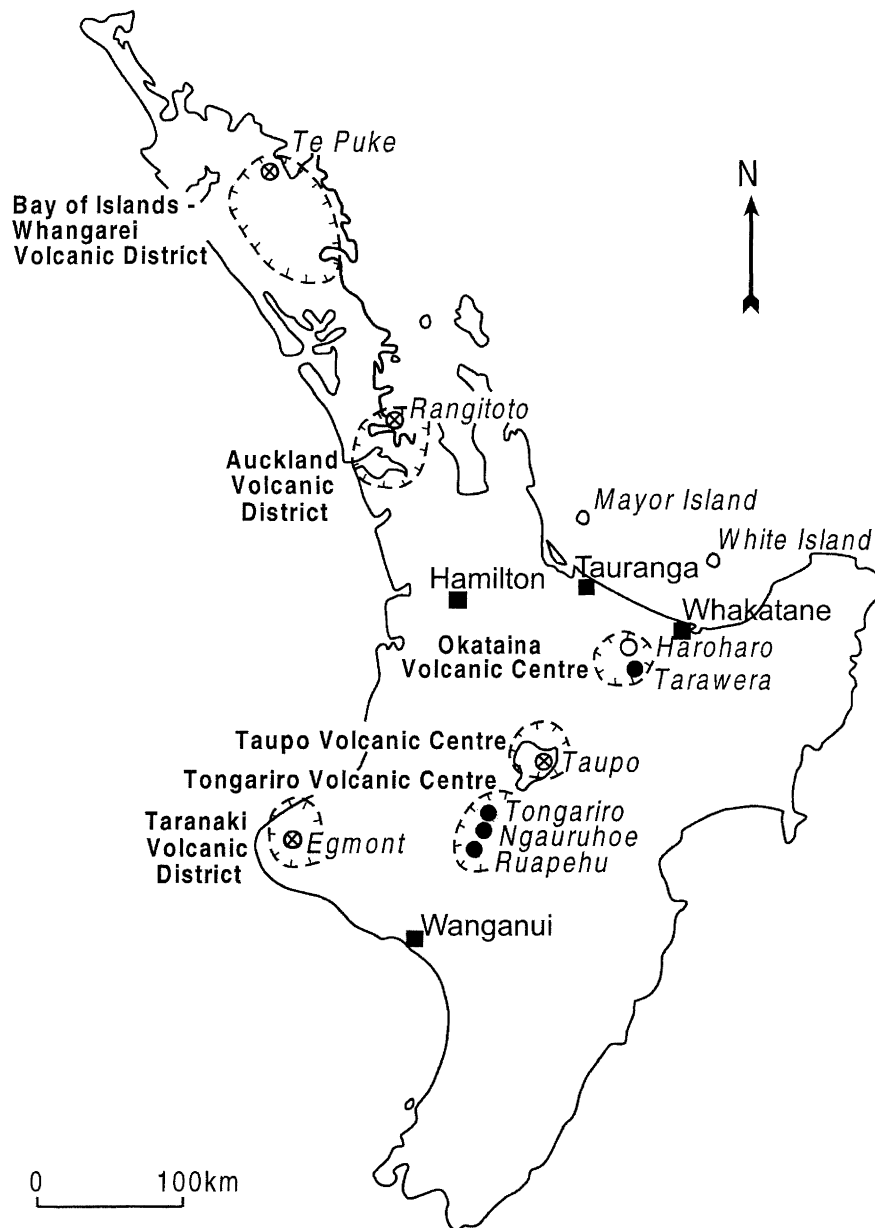 Te Puke
N
Bay of Islands -
Whangarei
Volcanic District
Rangitoto
Auckland
Volcanic
District
Mayor Island
White Island
Tauranga
Hamilton
Whakatane
Okataina
Volcanic Centre
Haroharo
Tarawera
Taupo Volcanic Centre
Taupo
Tongariro Volcanic Centre
Tongariro
Ngauruhoe
Ruapehu
Taranaki
Volcanic
District
Egmont
Wanganui
0 100km